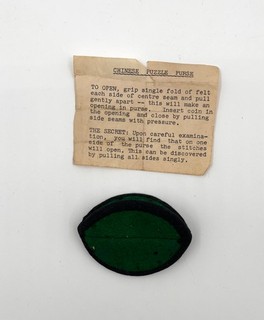 CHINESE PUZZLE PURSE
TO OPEN, grip single fold of felt
each side of centre seam and pull
gently apart -- this will make an
opening in purse. Insert coin in
the opening and close by pulling
side seams with pressure.
THE SECRET: Upon careful examina-
tion, you will find that on one
side of the purse the stitches
will open. This can be discovered
by pulling all sides singly.